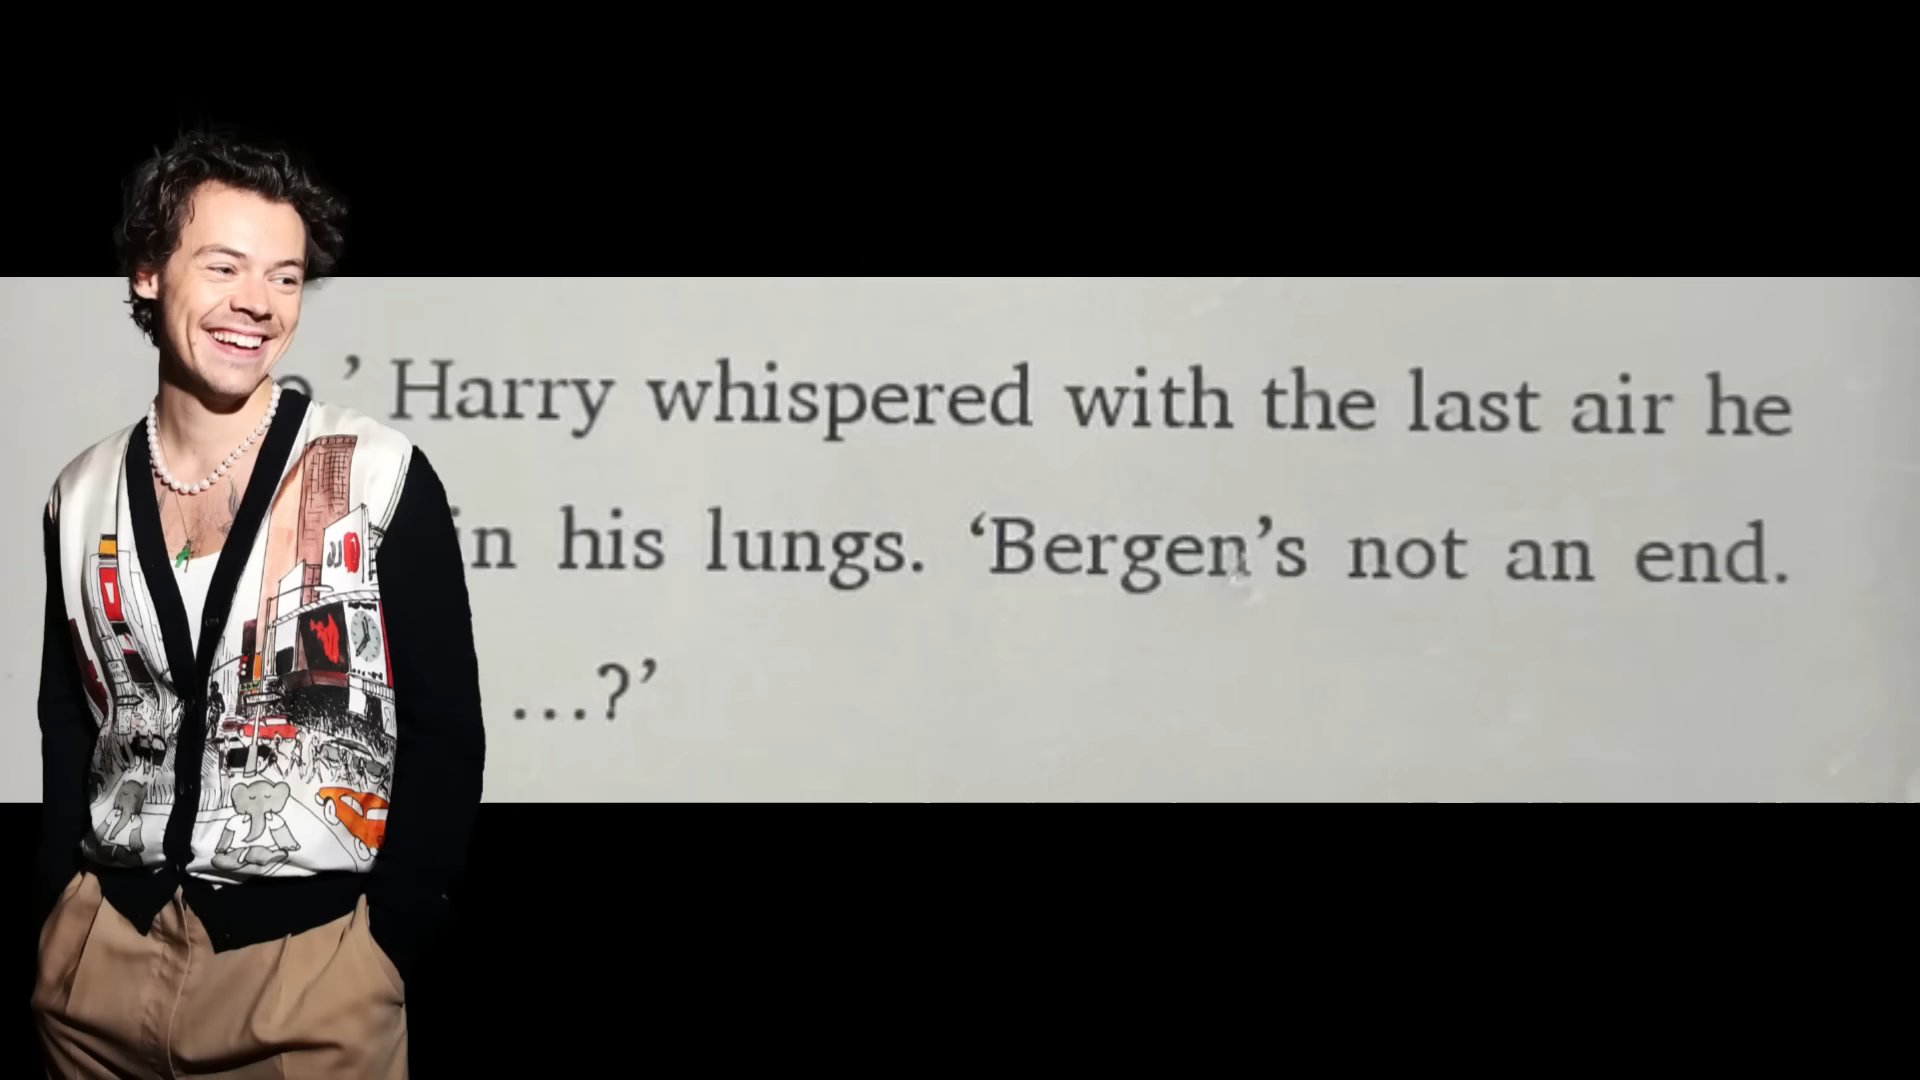 ’ Harry whispered with the last air he
in his lungs. ‘Bergen’s not an end.
…?’